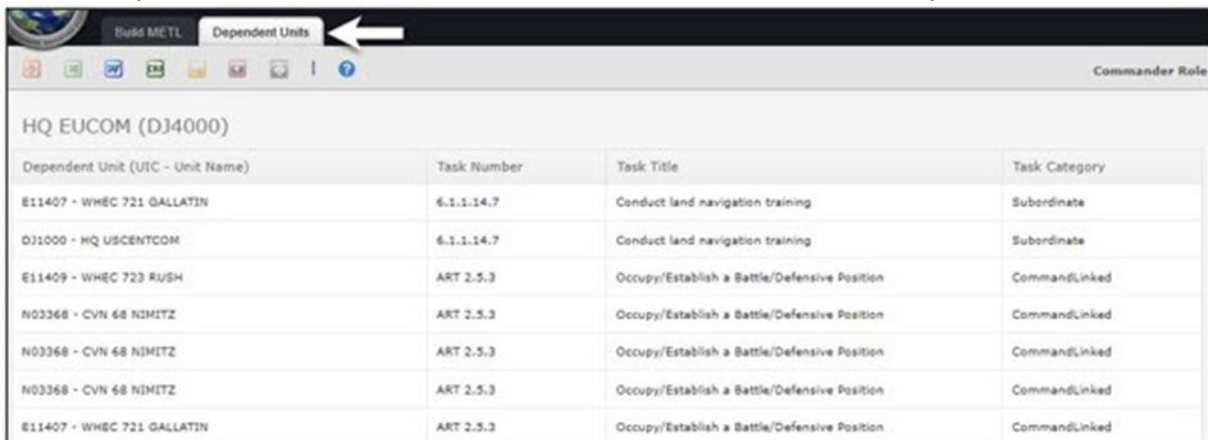 Build METL Dependent Units
Commander Role
HQ EUCOM (DJ4000)
Dependent Unit (UIC - Unit Name) Task Number Task Title Task Category
E11407 - WHEC 721 GALLATIN 6.1.1.14.7 Conduct land navigation training Subordinate
DJ1000 - HQ USCENTCOM 6.1.1.14.7 Conduct land navigation training Subordinate
E11409 - WHEC 723 RUSH ART 2.5.3 Occupy/Establish a Battle/Defensive Position CommandLinked
N03368 - CVN 68 NIMITZ ART 2.5.3 Occupy/Establish a Battle/Defensive Position CommandLinked
N03368 - CVN 68 NIMITZ ART 2.5.3 Occupy/Establish a Battle/Defensive Position CommandLinked
N03368 - CVN 68 NIMITZ ART 2.5.3 Occupy/Establish a Battle/Defensive Position CommandLinked
E11407 - WHEC 721 GALLATIN ART 2.5.3 Occupy/Establish a Battle/Defensive Position CommandLinked